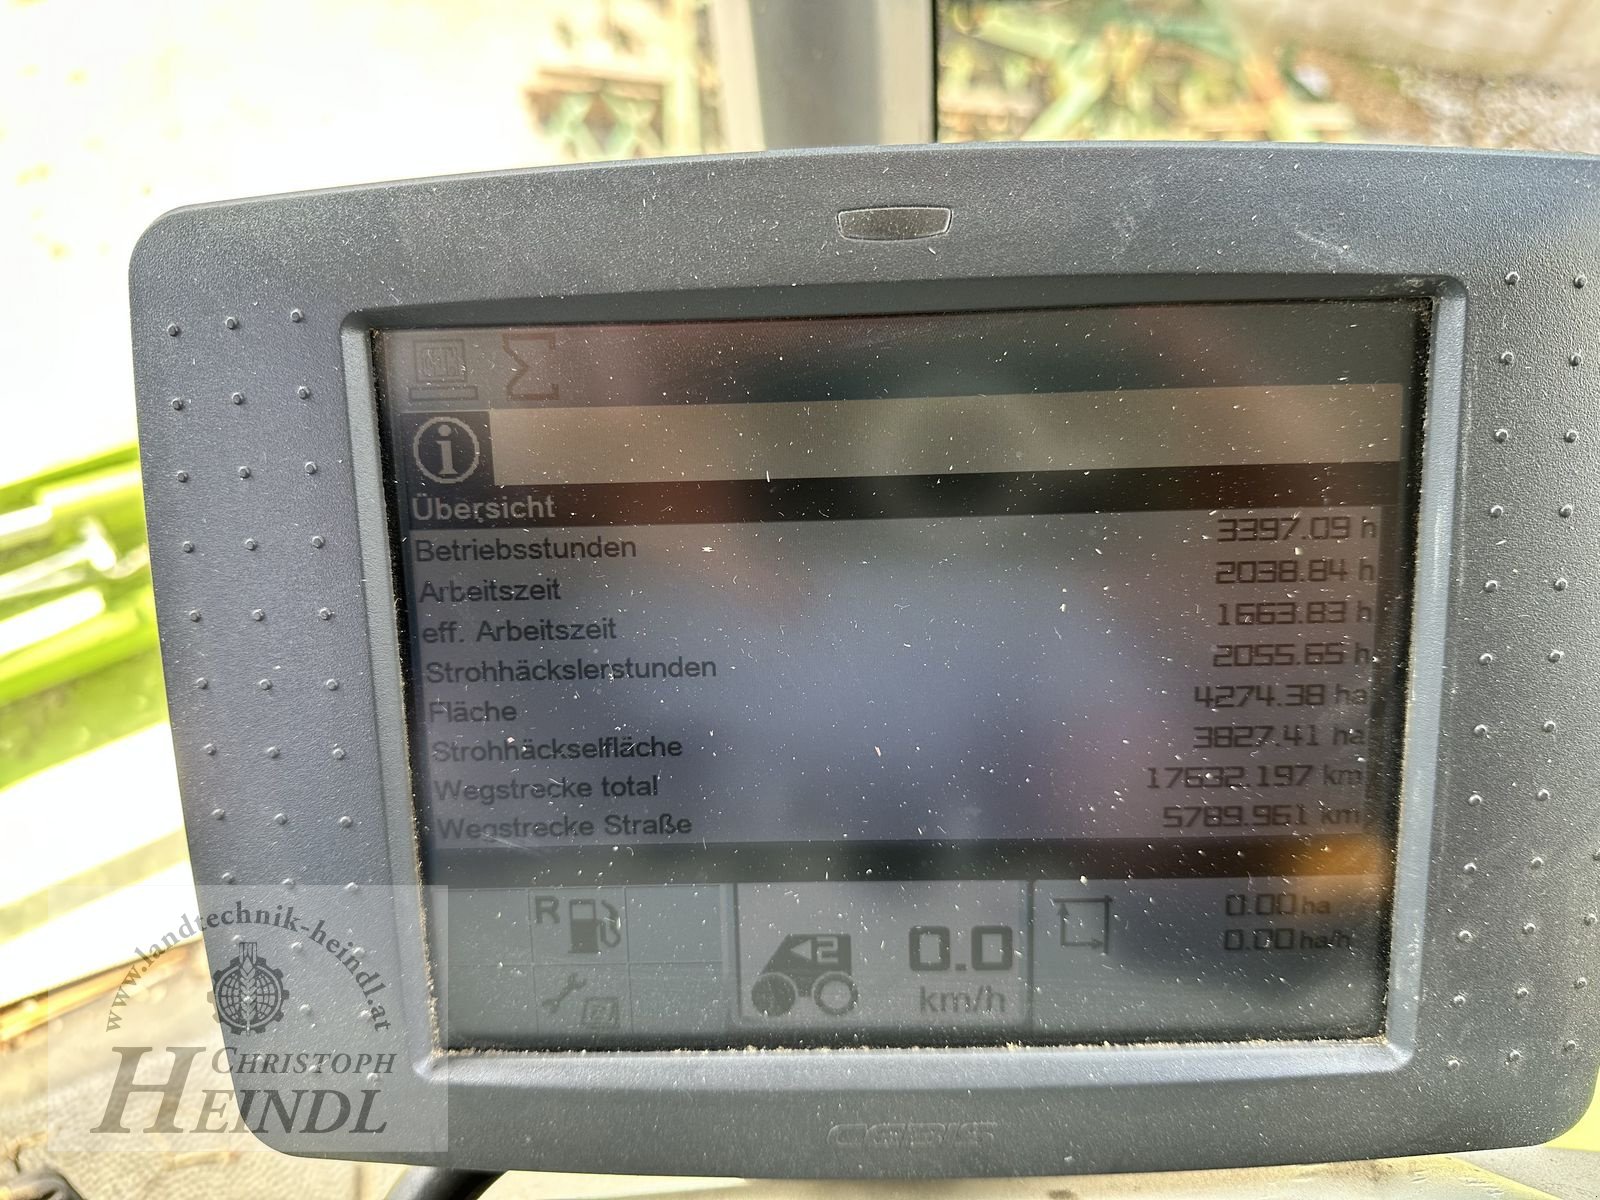 Übersicht
Betriebsstunden 3397.09 h
Arbeitszeit 2038.84 h
eff. Arbeitszeit 1663.83 h
Strohhäckslerstunden 2055.65 h
Fläche 4274.38 ha
Strohhäckselfläche 3827.41 ha
Wegstrecke total 17632.197 km
Wegstrecke Straße 5789.961 km
R
2
0.0
km/h
0.00 ha
0.00 ha/h
CEBIS
www.landtechnik-heindl.at
CHRISTOPH
HEINDL